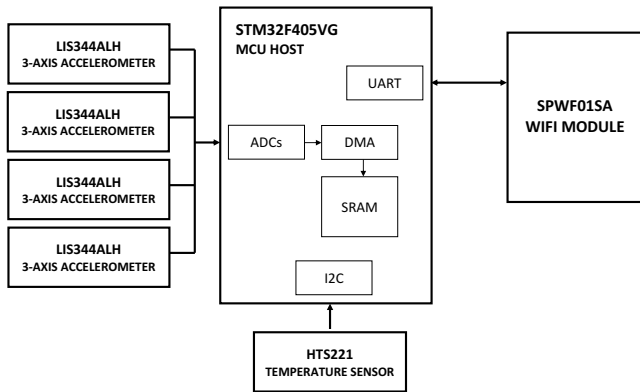 LIS344ALH
3-AXIS ACCELEROMETER
LIS344ALH
3-AXIS ACCELEROMETER
LIS344ALH
3-AXIS ACCELEROMETER
LIS344ALH
3-AXIS ACCELEROMETER
STM32F405VG
MCU HOST
UART
ADCs
DMA
SRAM
I2C
SPWF01SA
WIFI MODULE
HTS221
TEMPERATURE SENSOR